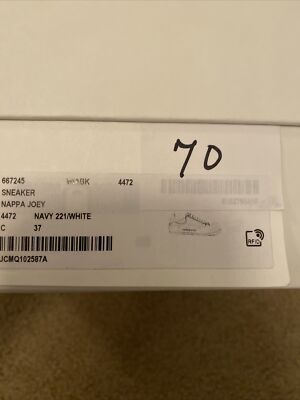 70
667245 4472
SNEAKER
NAPPA JOEY
4472 NAVY 221/WHITE
C 37
JCMQ102587A
RFID